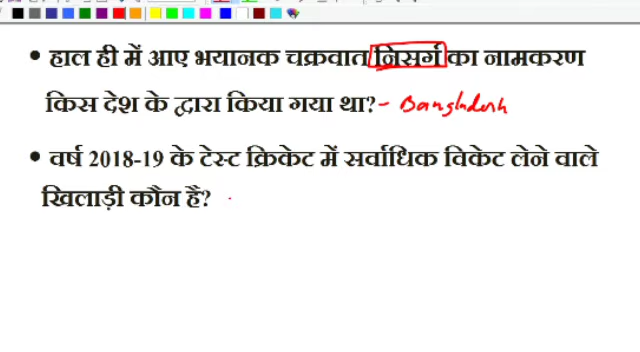 • हाल ही में आए भयानक चक्रवात निसर्ग का नामकरण
किस देश के द्वारा किया गया था? - Bangladesh
• वर्ष 2018-19 के टेस्ट क्रिकेट में सर्वाधिक विकेट लेने वाले
खिलाड़ी कौन है?